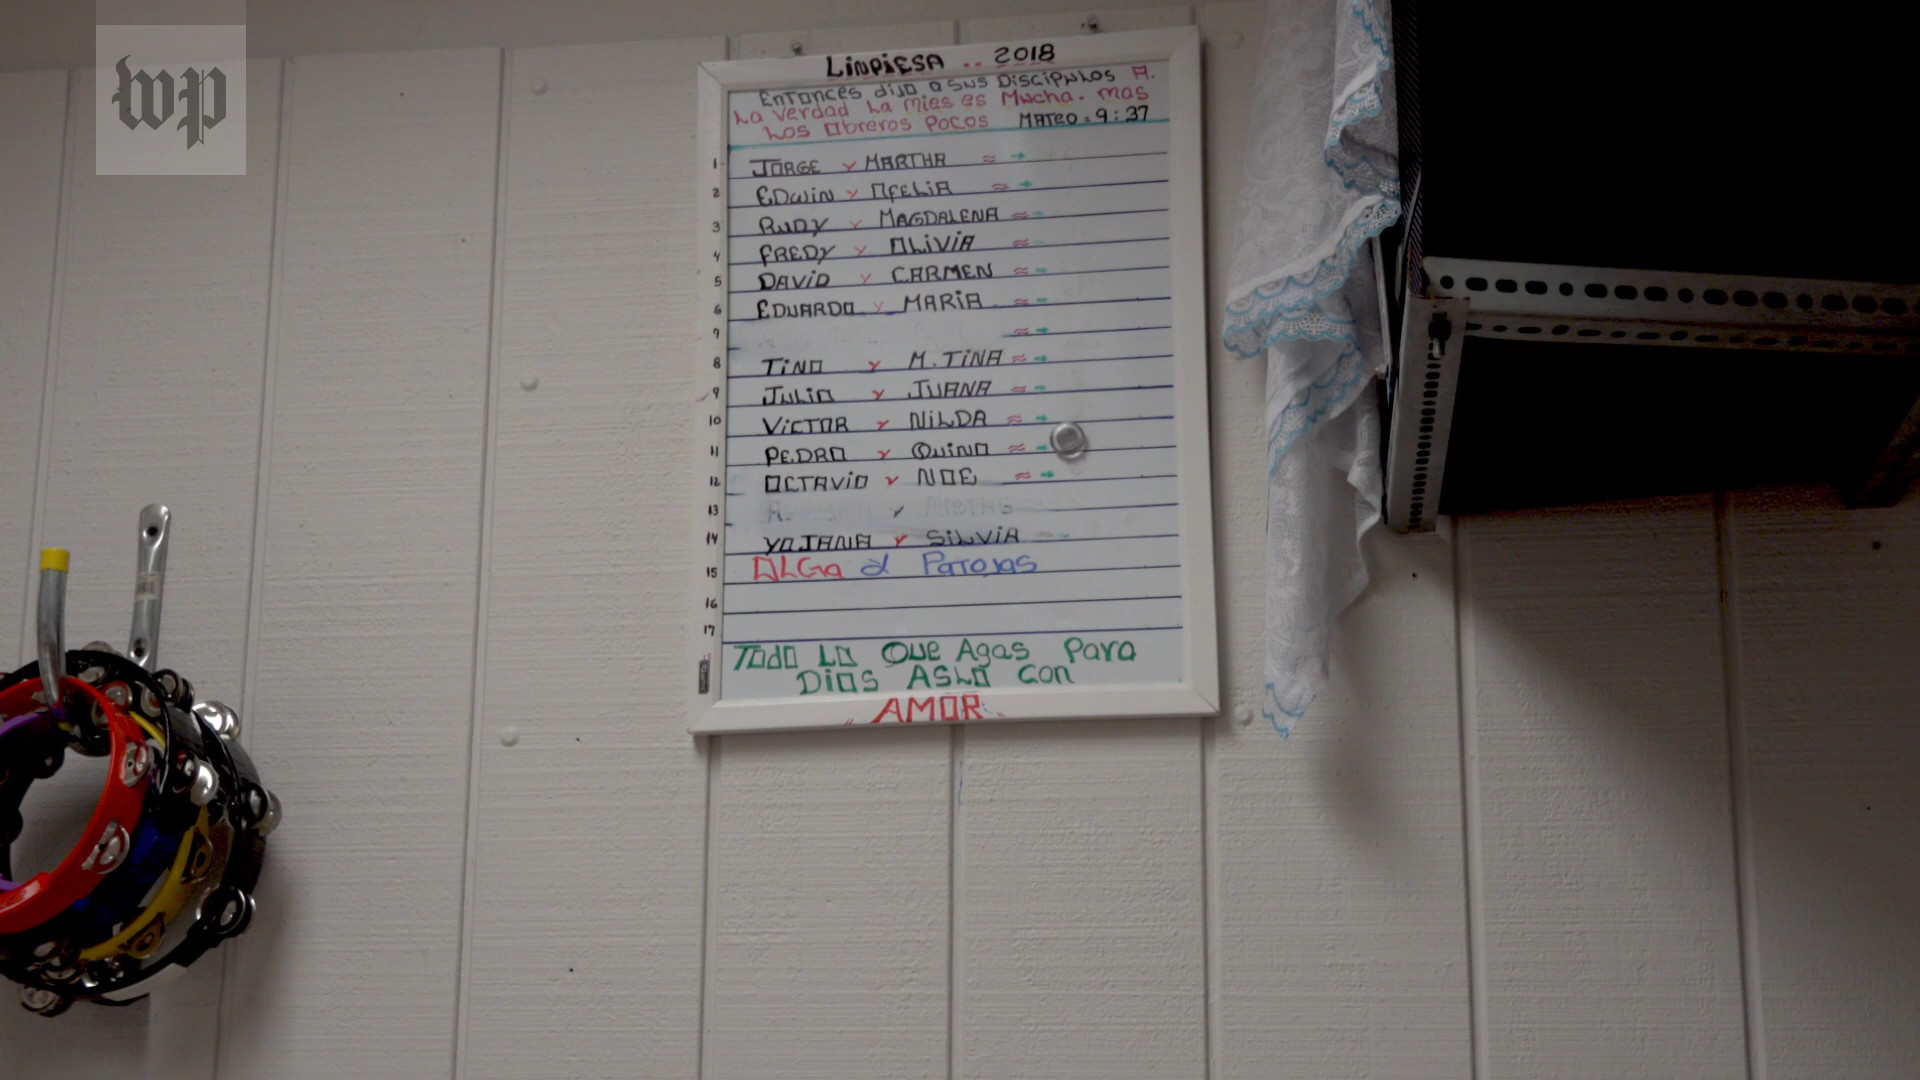 wp
LiMPiESA .. 2018
ENTONCES dijo a sus DisciPulos A.
La verdad La mies es Mucha. mas
Los Obreros Pocos MATEO. 9:37
1 JORGE y MARTHA ≈ →
2 EDwiN y OfELiA ≈ →
3 RuDY y MAGDALENA ≈ →
4 fREDY y OLiViA ≈ →
5 DAViD y CARMEN ≈ →
6 EDUARDO y MARiA ≈ →
7 ≈ →
8 TiNO y M. TiNA ≈ →
9 JULiO y JUANA ≈ →
10 ViCTOR y NiLDA ≈ →
11 PEDRO y QuiNO ≈ →
12 OCTAViO y NOE ≈ →
13 y
14 YOJANA y SiLViA ≈ →
15 OLGa y Patojas
16
17
TODO LO QUE AGAS PARA
DIOS ASLO CON
"AMOR"